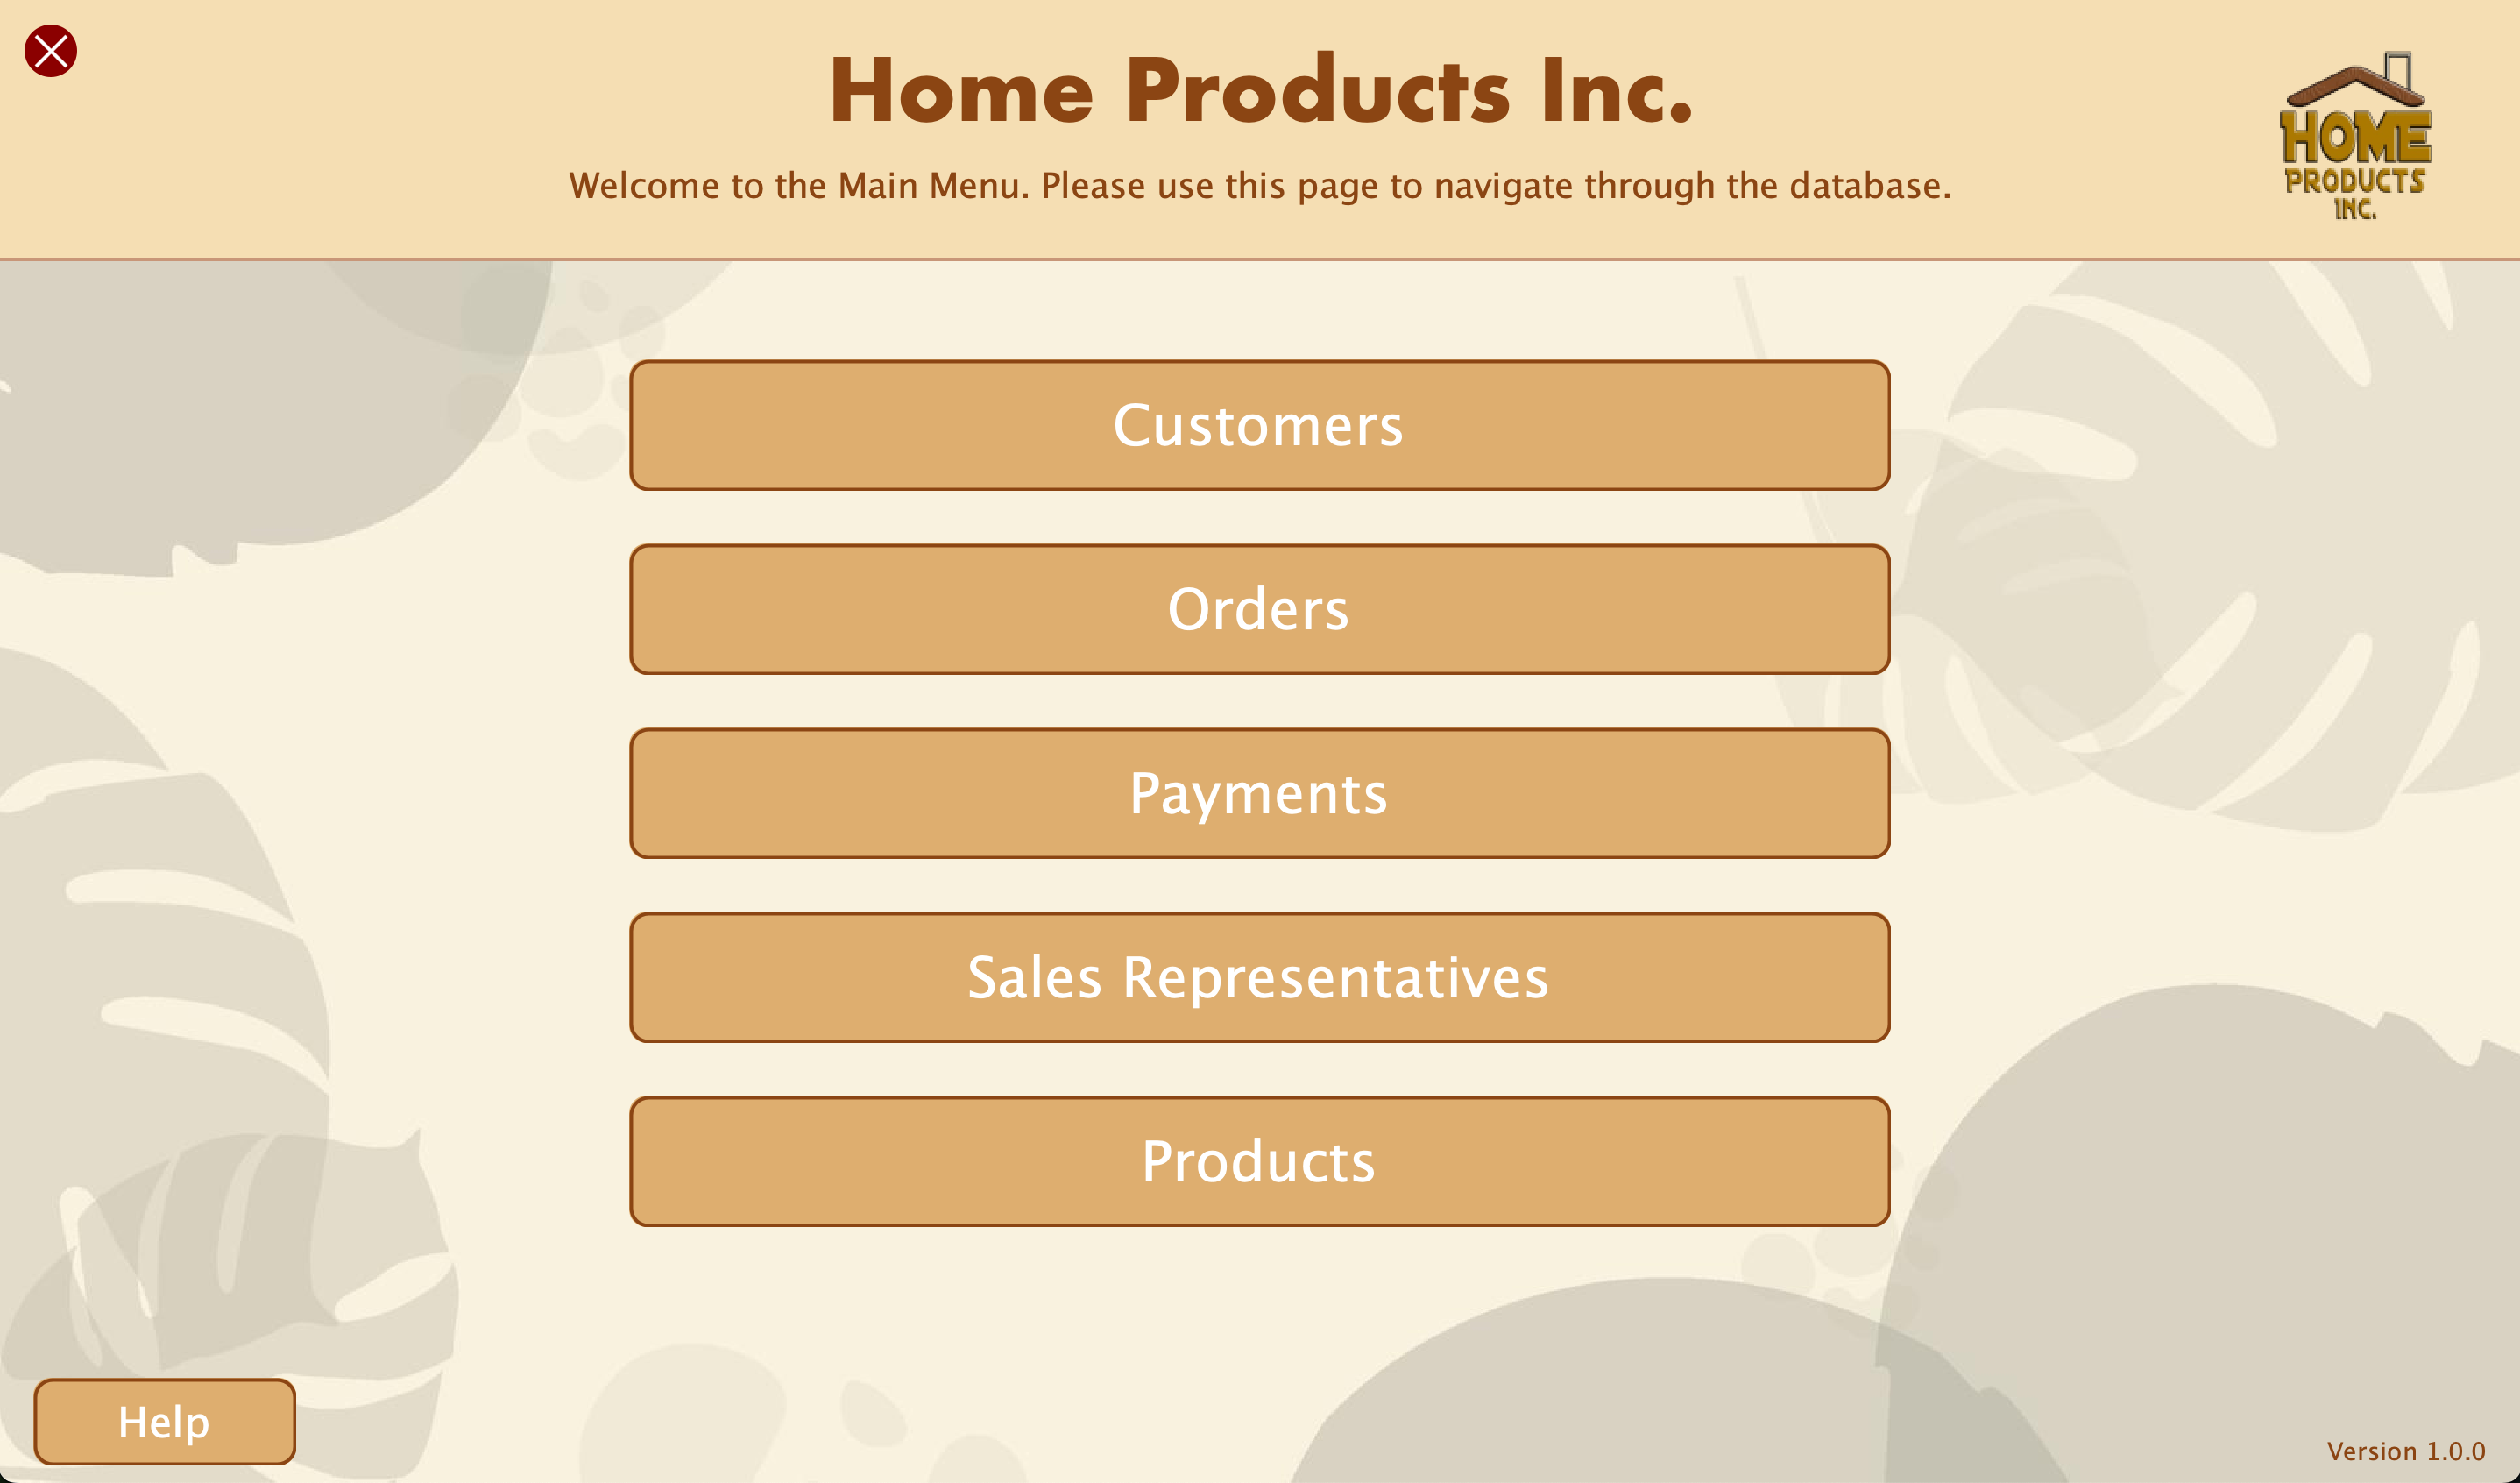 Home Products Inc.
Welcome to the Main Menu. Please use this page to navigate through the database.
HOME
PRODUCTS
INC.
Customers
Orders
Payments
Sales Representatives
Products
Help
Version 1.0.0